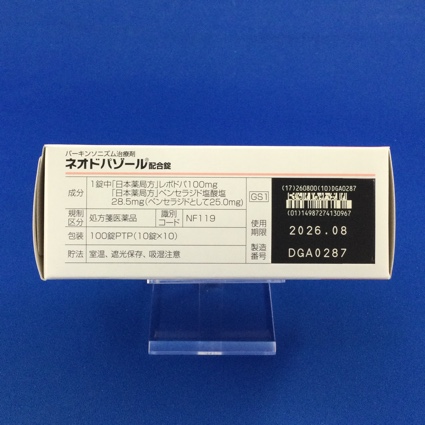 パーキンソニズム治療剤
ネオドパゾール®配合錠
成分
1錠中「日本薬局方」レボドパ100mg
「日本薬局方」ベンセラジド塩酸塩
28.5mg(ベンセラジドとして25.0mg)
規制区分
処方箋医薬品
識別コード
NF119
包装
100錠PTP(10錠×10)
貯法
室温、遮光保存、吸湿注意
GS1
(17)260800(10)DGA0287
(01)14987274130967
使用期限
2026.08
製造番号
DGA0287